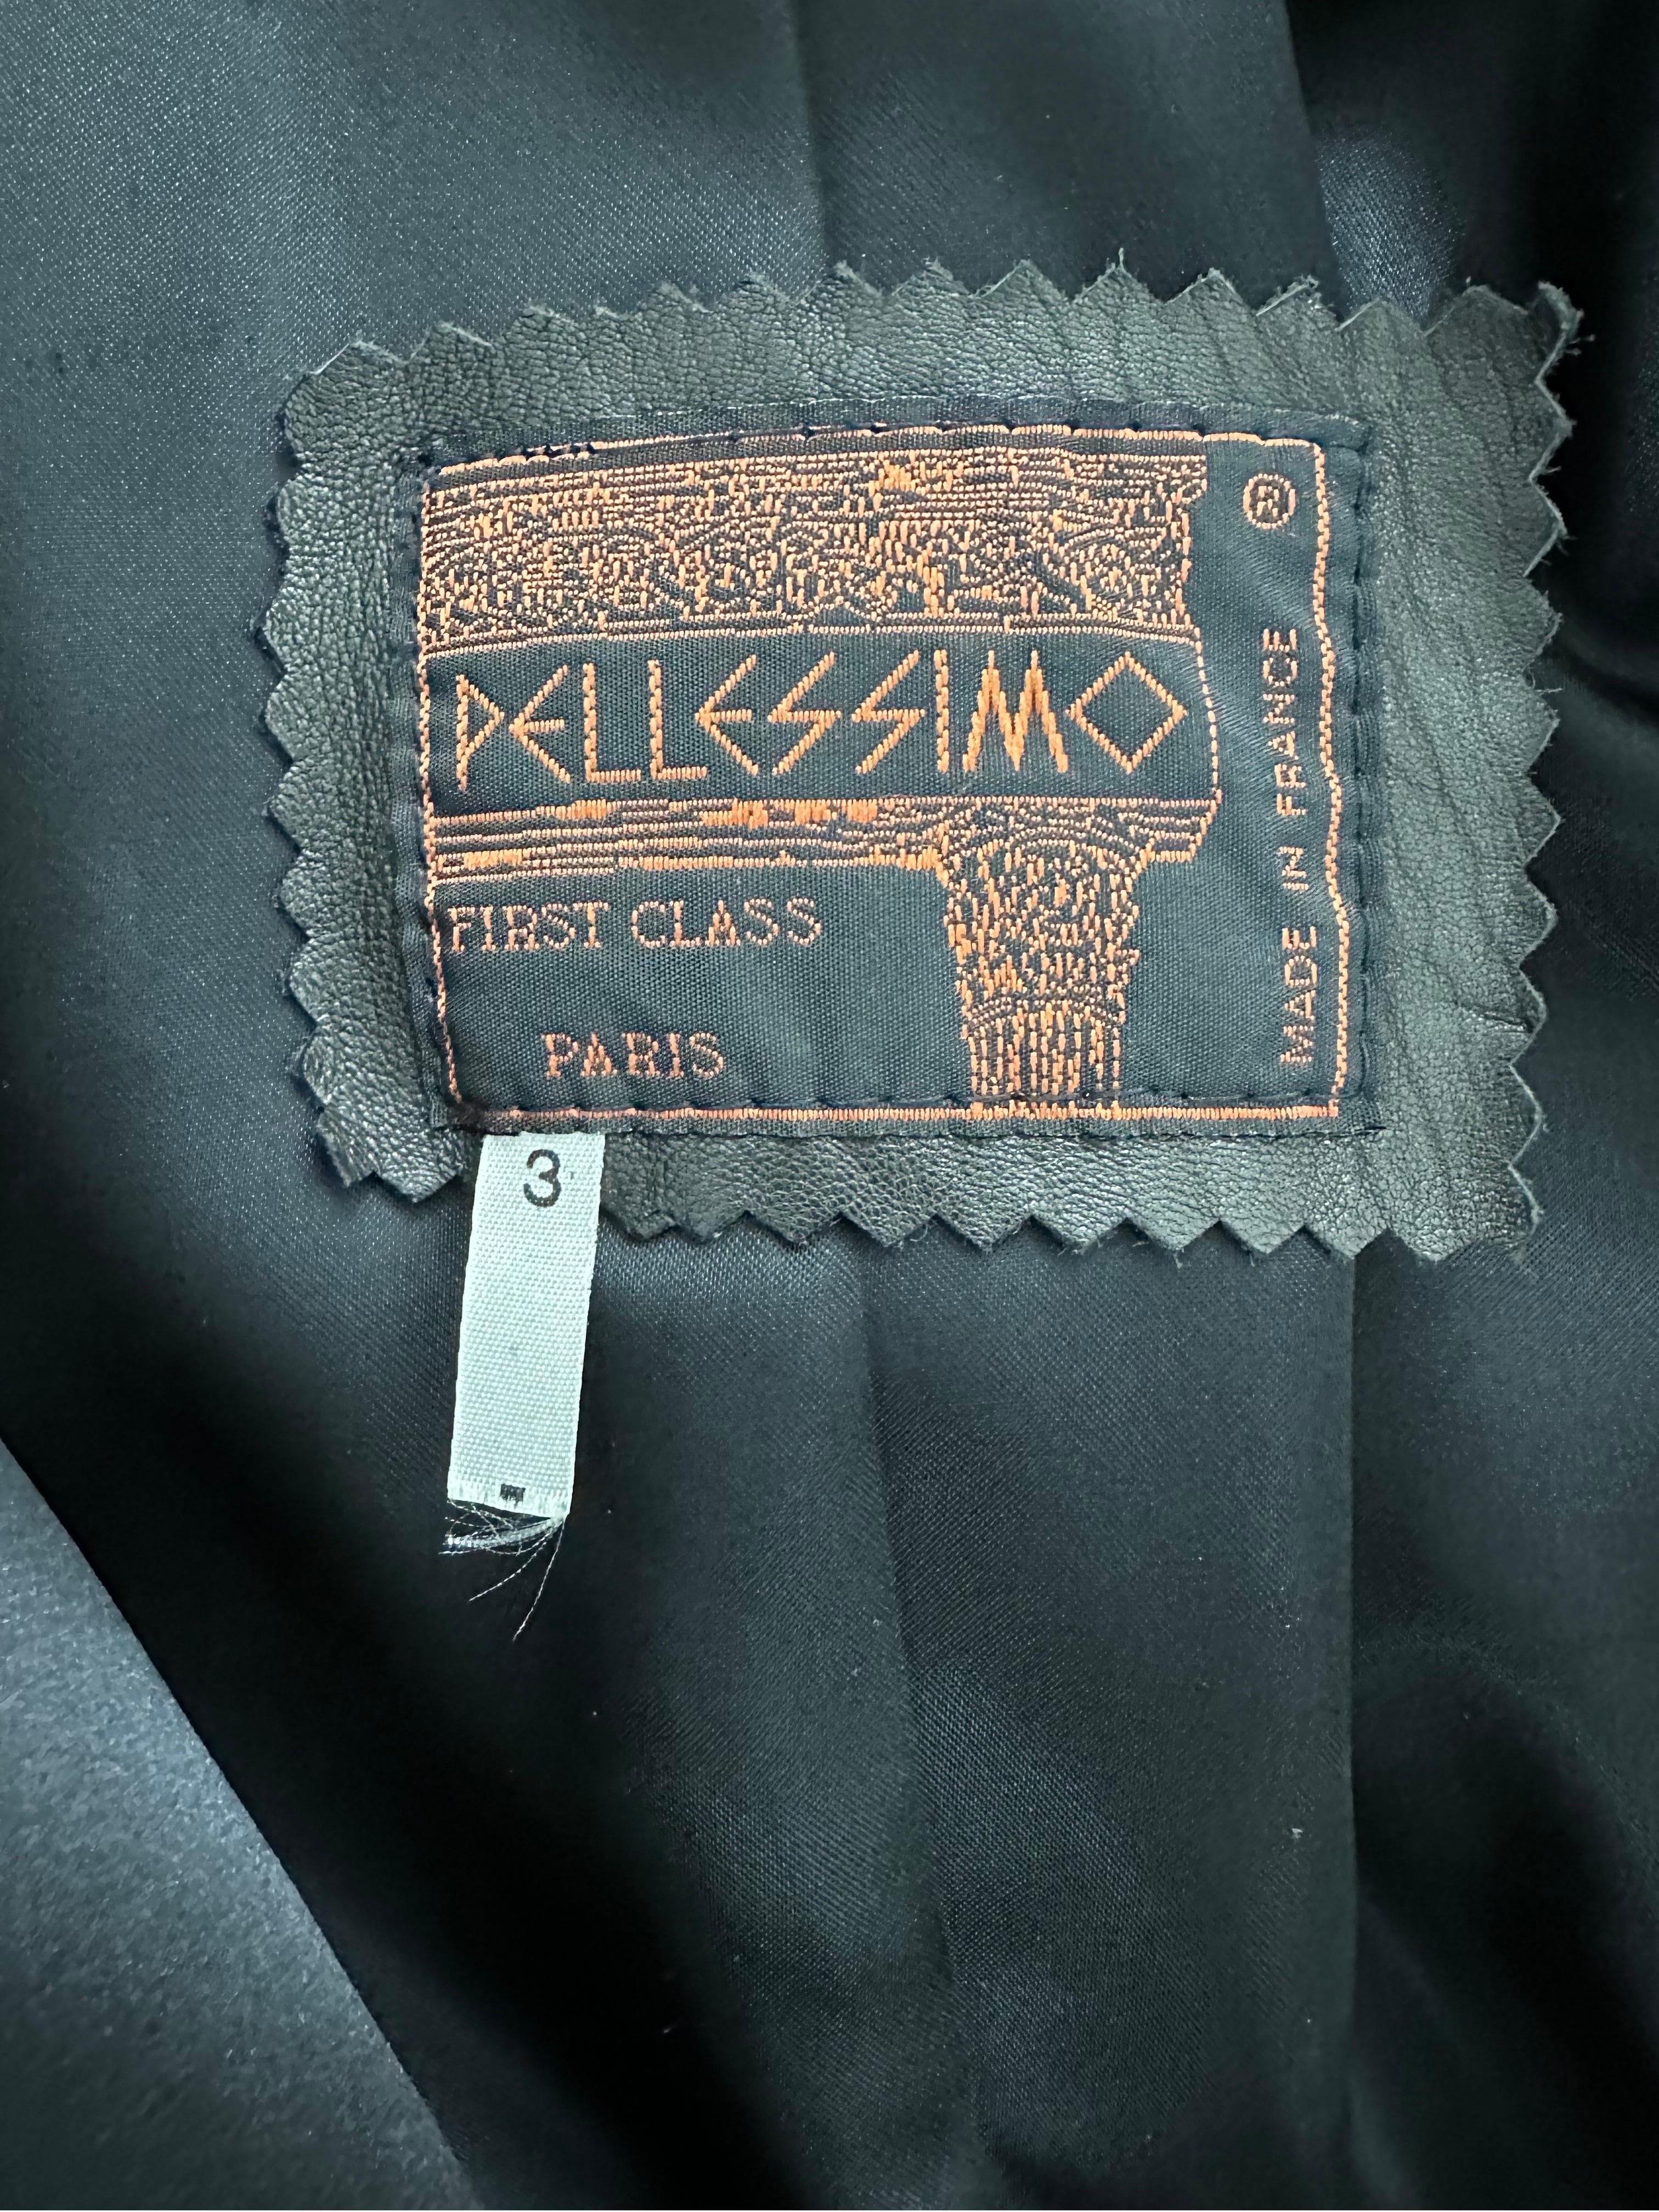 ®
PELLESSIMO
FIRST CLASS
PARIS
MADE IN FRANCE
3